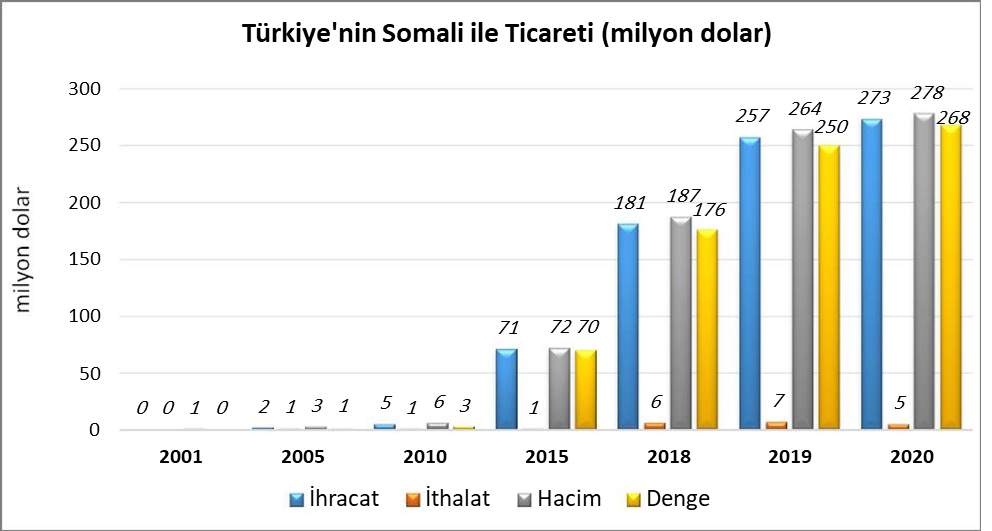 Türkiye'nin Somali ile Ticareti (milyon dolar)
milyon dolar
300
250
200
150
100
50
0
0 0 1 0
2 1 3 1
5 1 6 3
71 1 72 70
181 6 187 176
257 7 264 250
273 5 278 268
2001 2005 2010 2015 2018 2019 2020
İhracat İthalat Hacim Denge